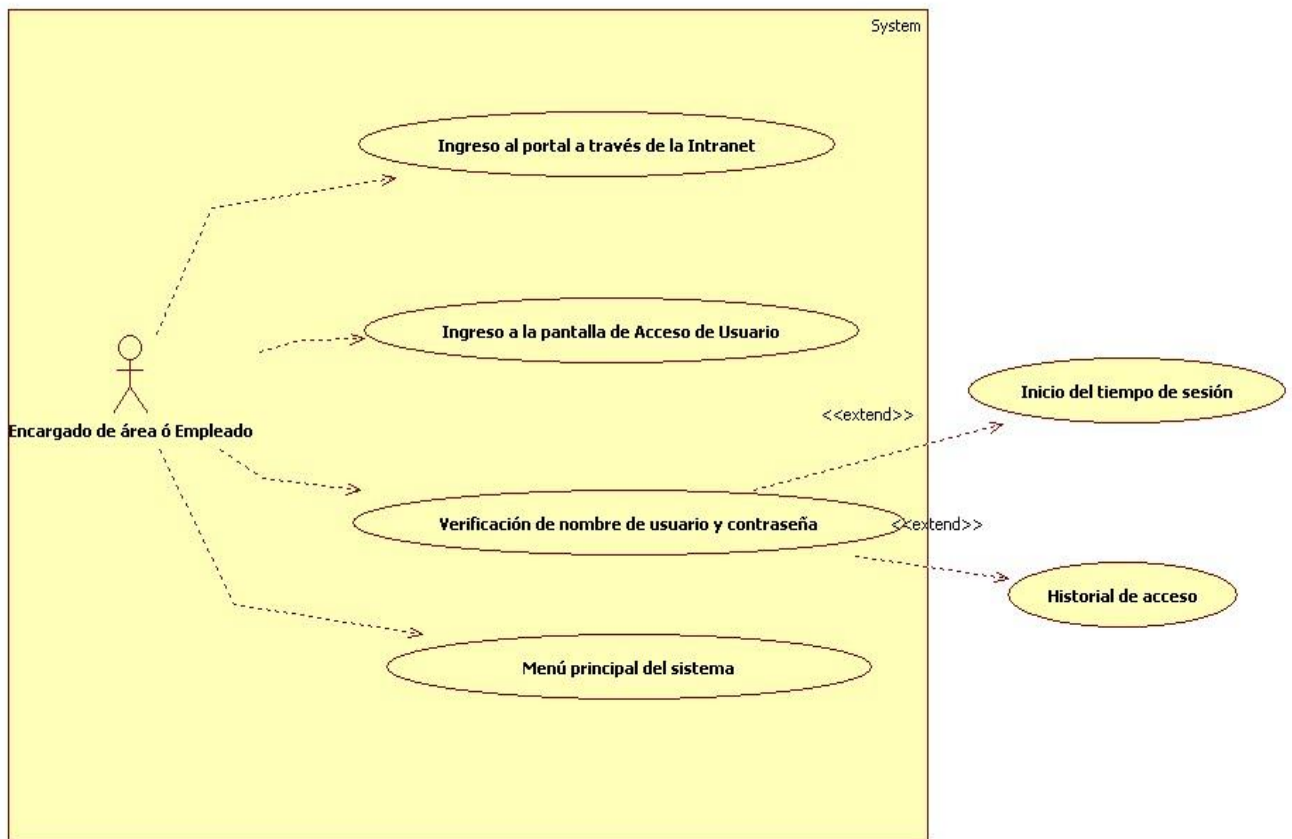 System
Ingreso al portal a través de la Intranet
Ingreso a la pantalla de Acceso de Usuario
Inicio del tiempo de sesión
<<extend>>
Encargado de área ó Empleado
Verificación de nombre de usuario y contraseña
<<extend>>
Historial de acceso
Menú principal del sistema